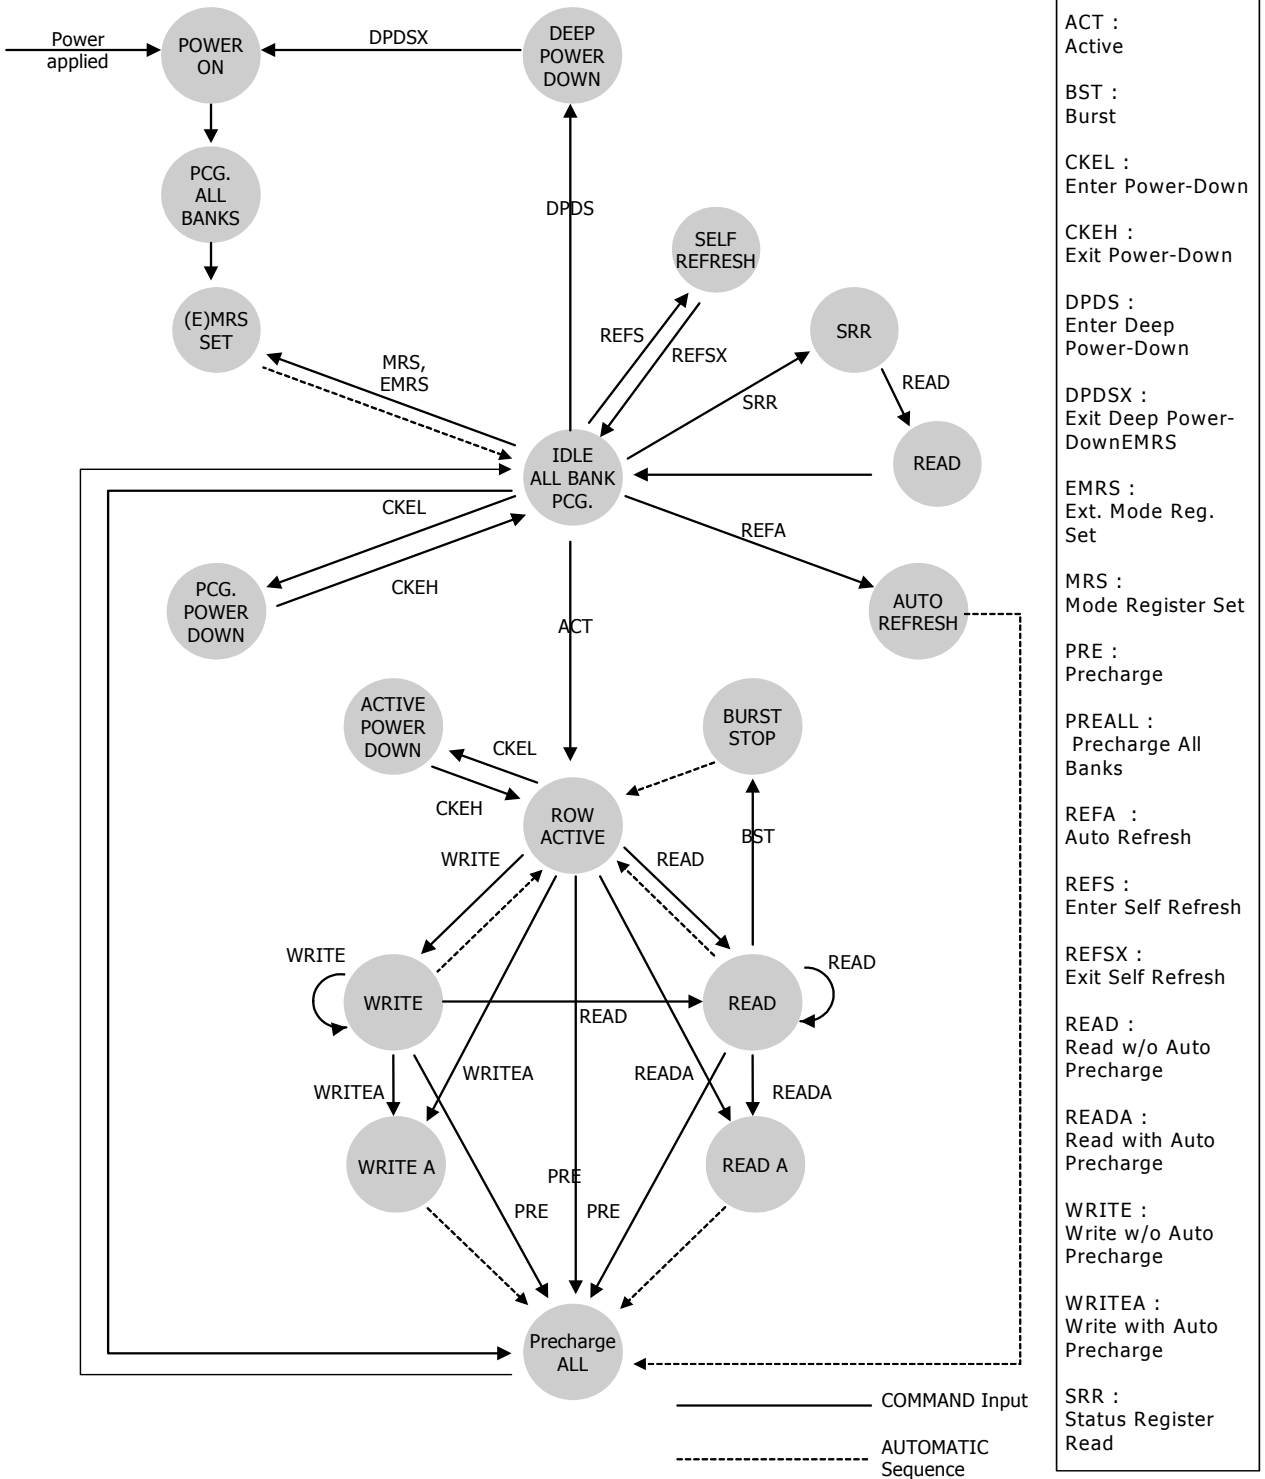 Power
applied
POWER
ON
DPDSX
DEEP
POWER
DOWN
PCG.
ALL
BANKS
DPDS
SELF
REFRESH
(E)MRS
SET
MRS,
EMRS
REFS
REFSX
SRR
SRR
READ
READ
IDLE
ALL BANK
PCG.
CKEL
CKEH
PCG.
POWER
DOWN
REFA
AUTO
REFRESH
ACT
ACTIVE
POWER
DOWN
CKEL
CKEH
BURST
STOP
BST
ROW
ACTIVE
WRITE
READ
WRITE
WRITE
READ
READ
READ
WRITEA
WRITEA
READA
READA
WRITE A
READ A
PRE
PRE
PRE
Precharge
ALL
COMMAND Input
AUTOMATIC
Sequence
ACT :
Active
BST :
Burst
CKEL :
Enter Power-Down
CKEH :
Exit Power-Down
DPDS :
Enter Deep
Power-Down
DPDSX :
Exit Deep Power-
DownEMRS
EMRS :
Ext. Mode Reg.
Set
MRS :
Mode Register Set
PRE :
Precharge
PREALL :
Precharge All
Banks
REFA :
Auto Refresh
REFS :
Enter Self Refresh
REFSX :
Exit Self Refresh
READ :
Read w/o Auto
Precharge
READA :
Read with Auto
Precharge
WRITE :
Write w/o Auto
Precharge
WRITEA :
Write with Auto
Precharge
SRR :
Status Register
Read